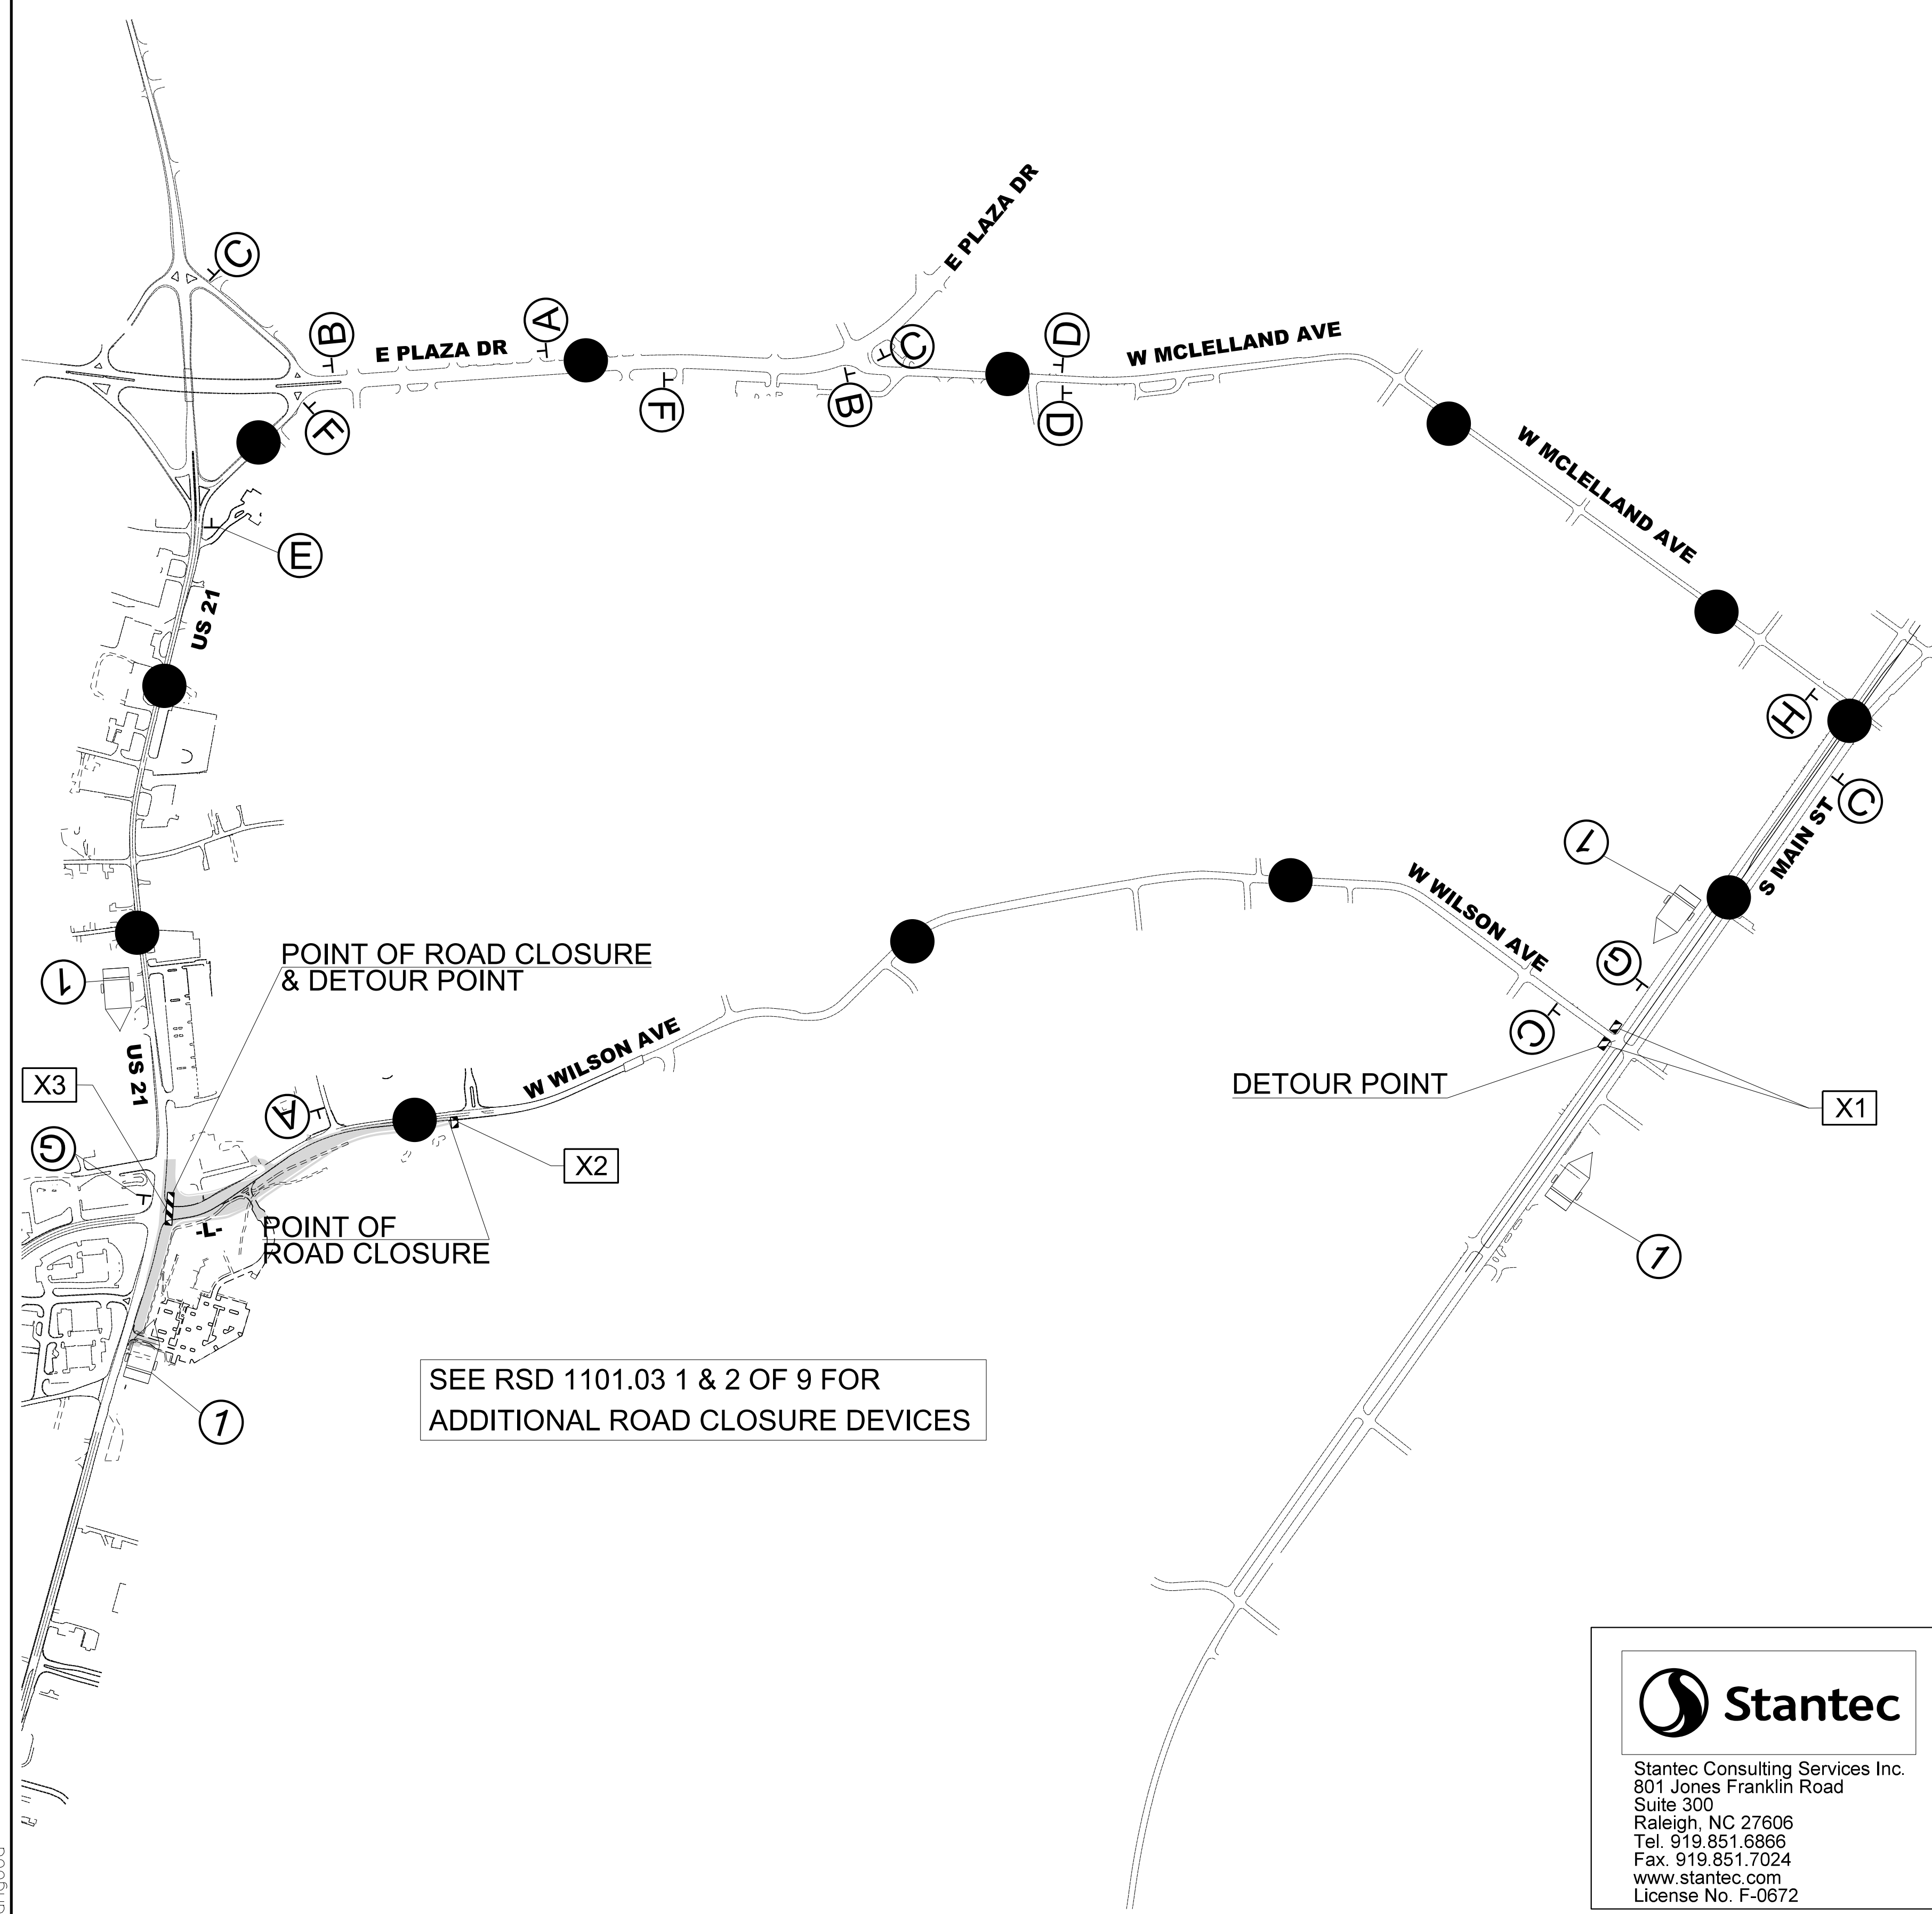 E PLAZA DR
C
B
E PLAZA DR
A
F
B
C
D
D
W MCLELLAND AVE
W MCLELLAND AVE
F
E
US 21
H
C
S MAIN ST
1
W WILSON AVE
G
C
DETOUR POINT
X1
1
POINT OF ROAD CLOSURE
& DETOUR POINT
1
US 21
X3
G
A
W WILSON AVE
X2
-L-
POINT OF
ROAD CLOSURE
1
SEE RSD 1101.03 1 & 2 OF 9 FOR
ADDITIONAL ROAD CLOSURE DEVICES
Stantec
Stantec Consulting Services Inc.
801 Jones Franklin Road
Suite 300
Raleigh, NC 27606
Tel. 919.851.6866
Fax. 919.851.7024
www.stantec.com
License No. F-0672